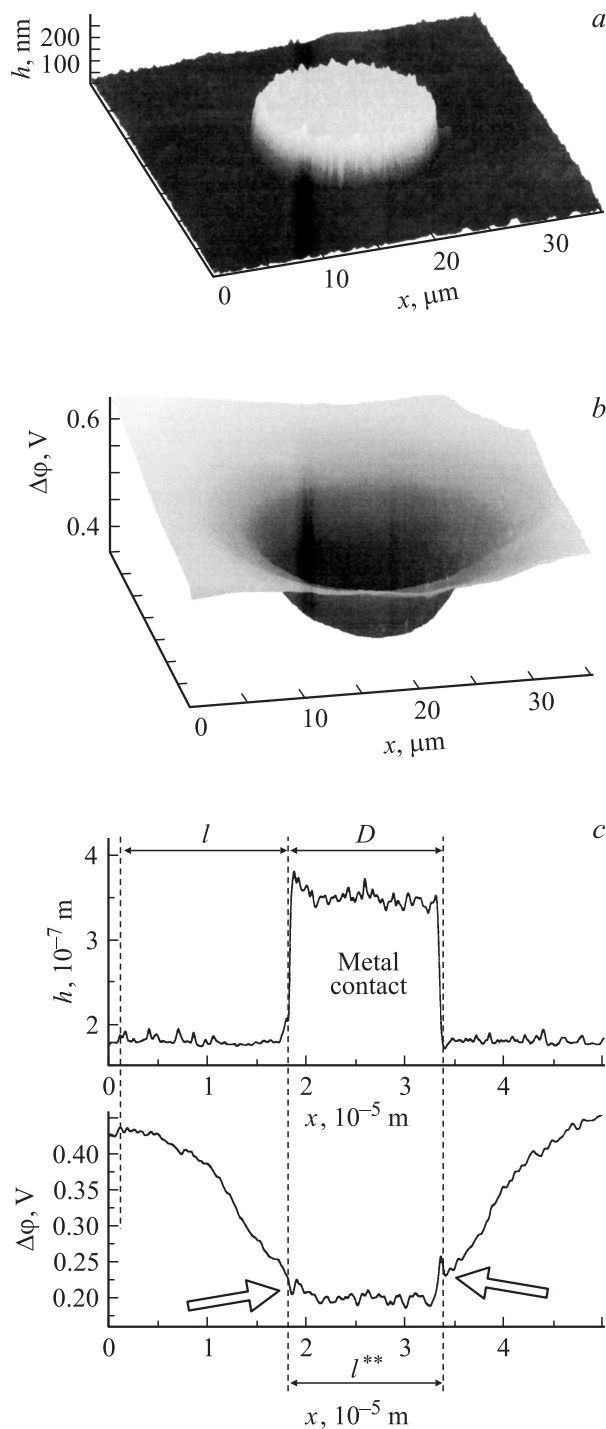 a
h, nm
200
100
0
10
20
30
x, μm
b
Δφ, V
0.6
0.4
0
10
20
30
x, μm
c
l
D
h, 10⁻⁷ m
4
3
2
Metal
contact
0
1
2
3
4
x, 10⁻⁵ m
Δφ, V
0.40
0.35
0.30
0.25
0.20
0
1
2
3
4
l**
x, 10⁻⁵ m